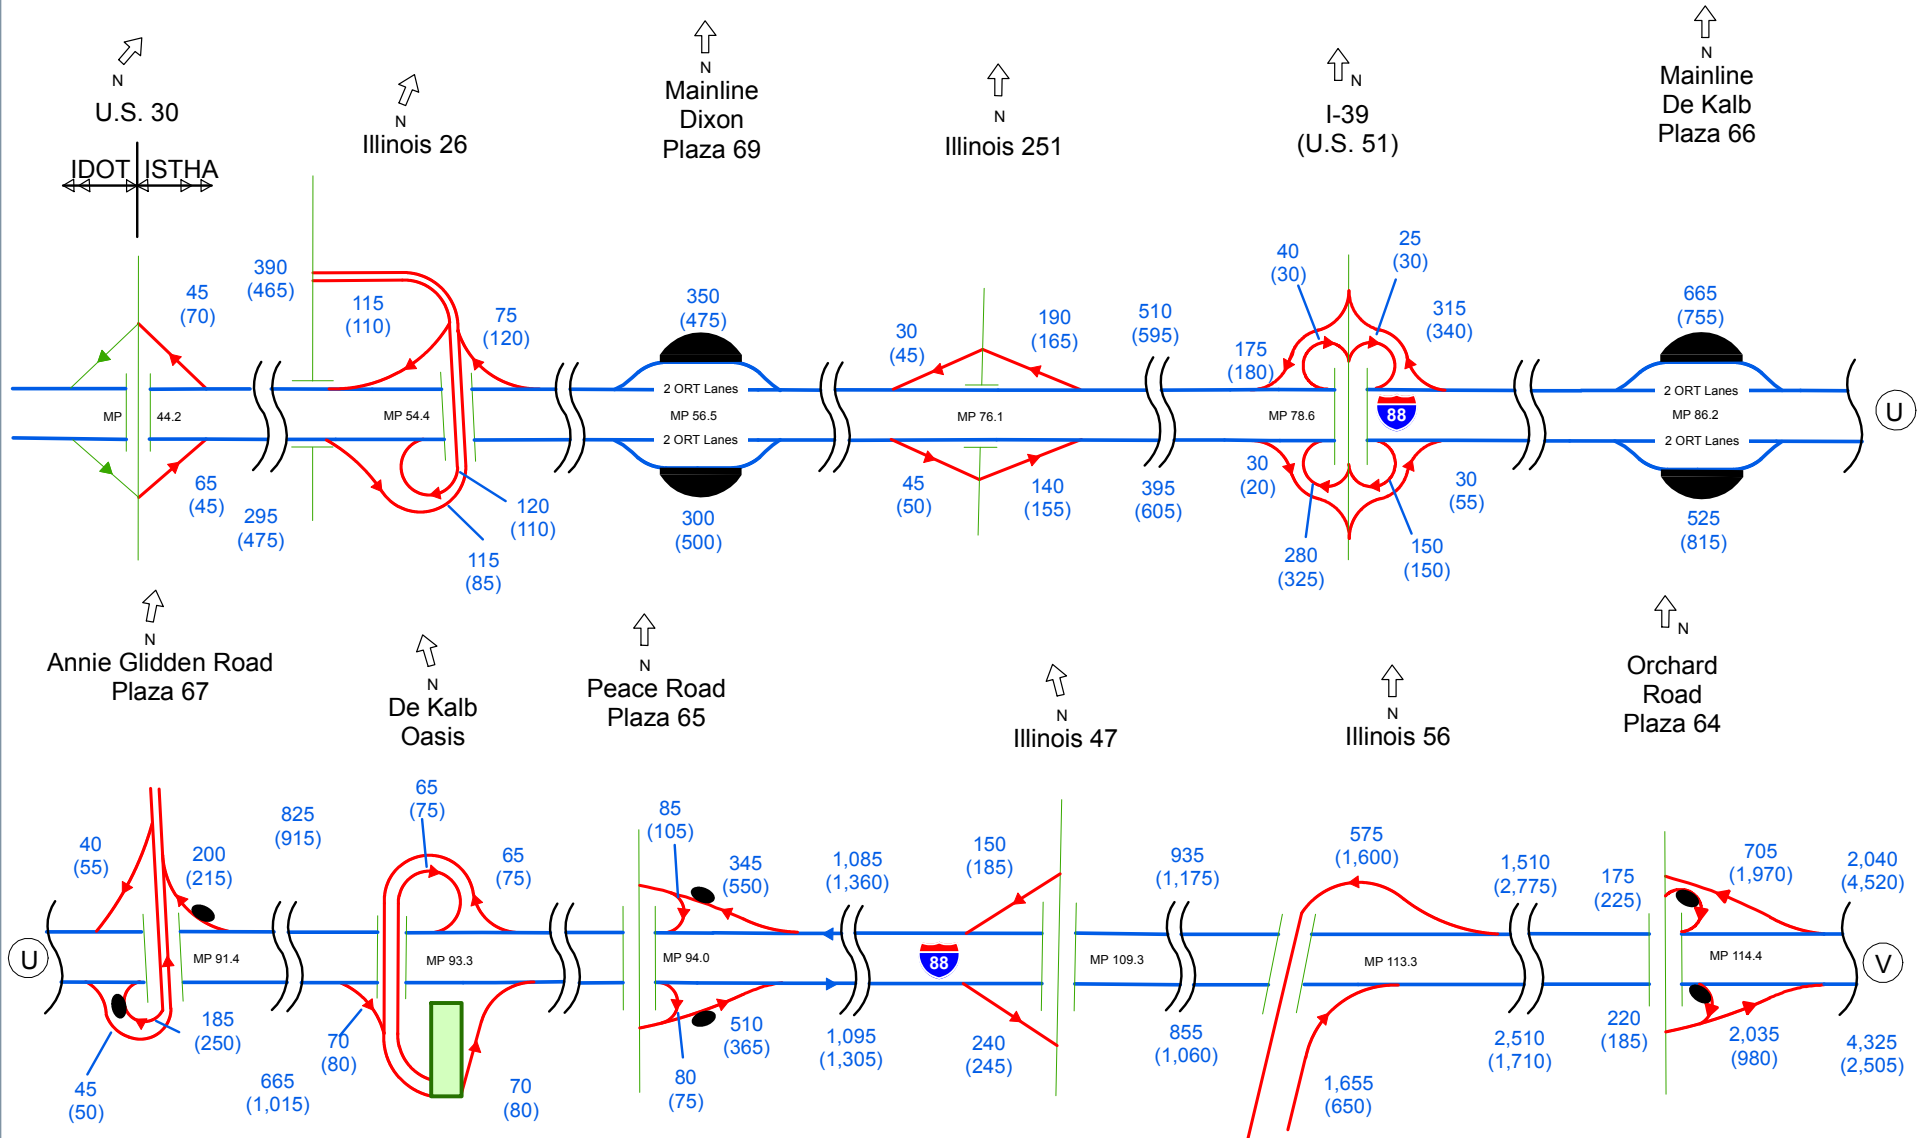 N
U.S. 30
IDOT
ISTHA
N
Illinois 26
N
Mainline
Dixon
Plaza 69
N
Illinois 251
N
I-39
(U.S. 51)
N
Mainline
De Kalb
Plaza 66
45
(70)
390
(465)
115
(110)
75
(120)
350
(475)
30
(45)
190
(165)
510
(595)
175
(180)
40
(30)
25
(30)
315
(340)
665
(755)
MP 44.2
MP 54.4
2 ORT Lanes
MP 56.5
2 ORT Lanes
MP 76.1
MP 78.6
88
2 ORT Lanes
MP 86.2
2 ORT Lanes
U
65
(45)
295
(475)
120
(110)
115
(85)
300
(500)
45
(50)
140
(155)
395
(605)
30
(20)
280
(325)
150
(150)
30
(55)
525
(815)
N
Annie Glidden Road
Plaza 67
N
De Kalb
Oasis
N
Peace Road
Plaza 65
N
Illinois 47
N
Illinois 56
N
Orchard
Road
Plaza 64
40
(55)
200
(215)
825
(915)
65
(75)
65
(75)
85
(105)
345
(550)
1,085
(1,360)
150
(185)
935
(1,175)
575
(1,600)
1,510
(2,775)
175
(225)
705
(1,970)
2,040
(4,520)
U
MP 91.4
MP 93.3
MP 94.0
88
MP 109.3
MP 113.3
MP 114.4
V
45
(50)
185
(250)
665
(1,015)
70
(80)
70
(80)
80
(75)
510
(365)
1,095
(1,305)
240
(245)
855
(1,060)
1,655
(650)
2,510
(1,710)
220
(185)
2,035
(980)
4,325
(2,505)